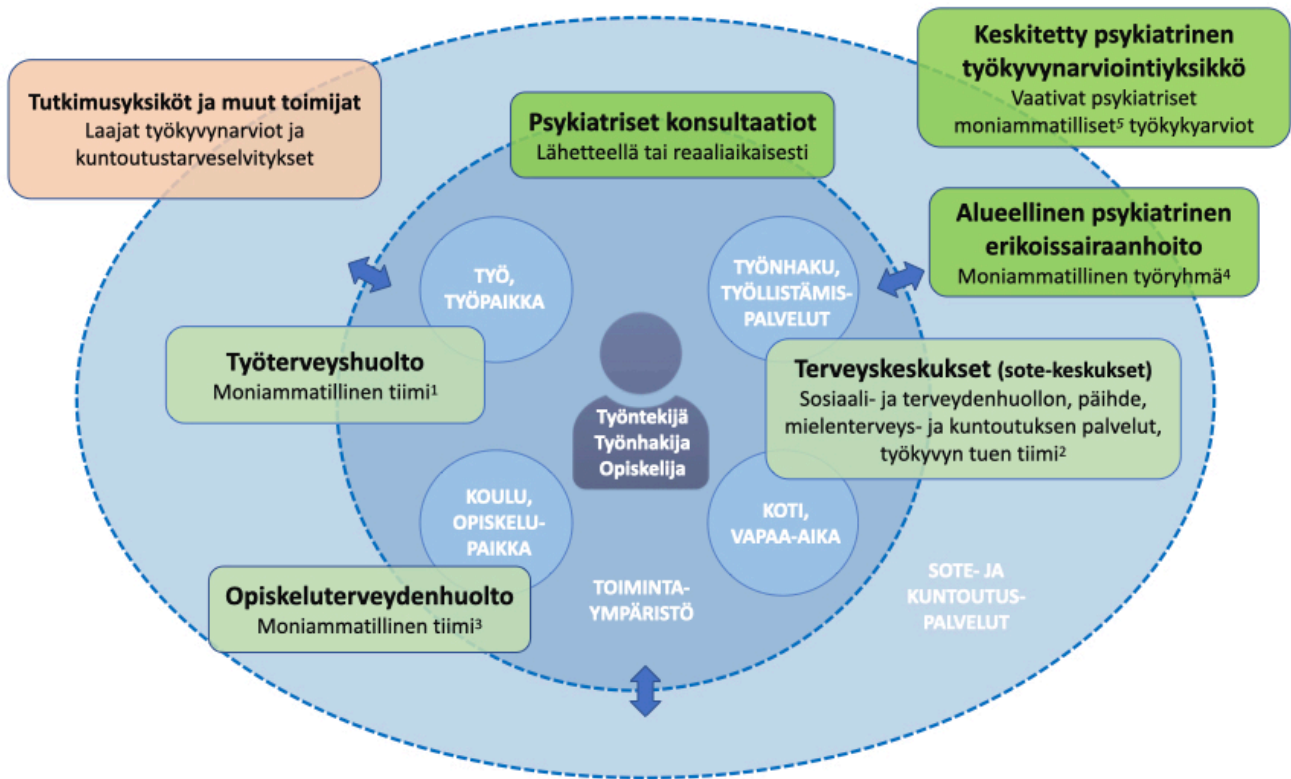 Keskitetty psykiatrinen
työkyvynarviointiyksikkö
Vaativat psykiatriset
moniammatilliset⁵ työkykyarviot
Tutkimusyksiköt ja muut toimijat
Laajat työkyvynarviot ja
kuntoutustarveselvitykset
Psykiatriset konsultaatiot
Lähetteellä tai reaaliaikaisesti
Alueellinen psykiatrinen
erikoissairaanhoito
Moniammatillinen työryhmä⁴
TYÖ,
TYÖPAIKKA
TYÖNHAKU,
TYÖLLISTÄMIS-
PALVELUT
Työterveyshuolto
Moniammatillinen tiimi¹
Työntekijä
Työnhakija
Opiskelija
Terveyskeskukset (sote-keskukset)
Sosiaali- ja terveydenhuollon, päihde,
mielenterveys- ja kuntoutuksen palvelut,
työkyvyn tuen tiimi²
KOULU,
OPISKELU-
PAIKKA
KOTI,
VAPAA-AIKA
Opiskeluterveydenhuolto
Moniammatillinen tiimi³
TOIMINTA-
YMPÄRISTÖ
SOTE- JA
KUNTOUTUS-
PALVELUT